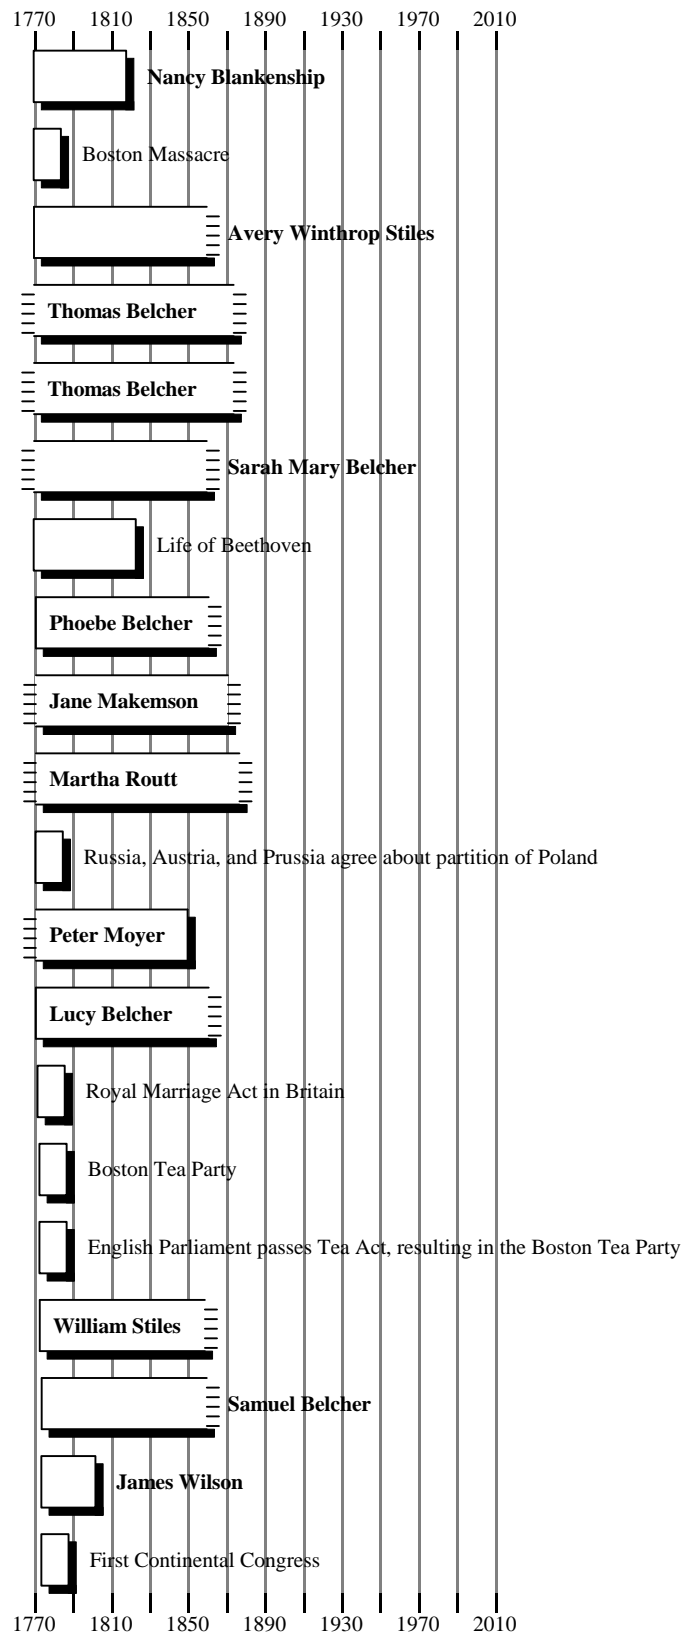 1770 1810 1850 1890 1930 1970 2010
Nancy Blankenship
Boston Massacre
Avery Winthrop Stiles
Thomas Belcher
Thomas Belcher
Sarah Mary Belcher
Life of Beethoven
Phoebe Belcher
Jane Makemson
Martha Routt
Russia, Austria, and Prussia agree about partition of Poland
Peter Moyer
Lucy Belcher
Royal Marriage Act in Britain
Boston Tea Party
English Parliament passes Tea Act, resulting in the Boston Tea Party
William Stiles
Samuel Belcher
James Wilson
First Continental Congress
1770 1810 1850 1890 1930 1970 2010